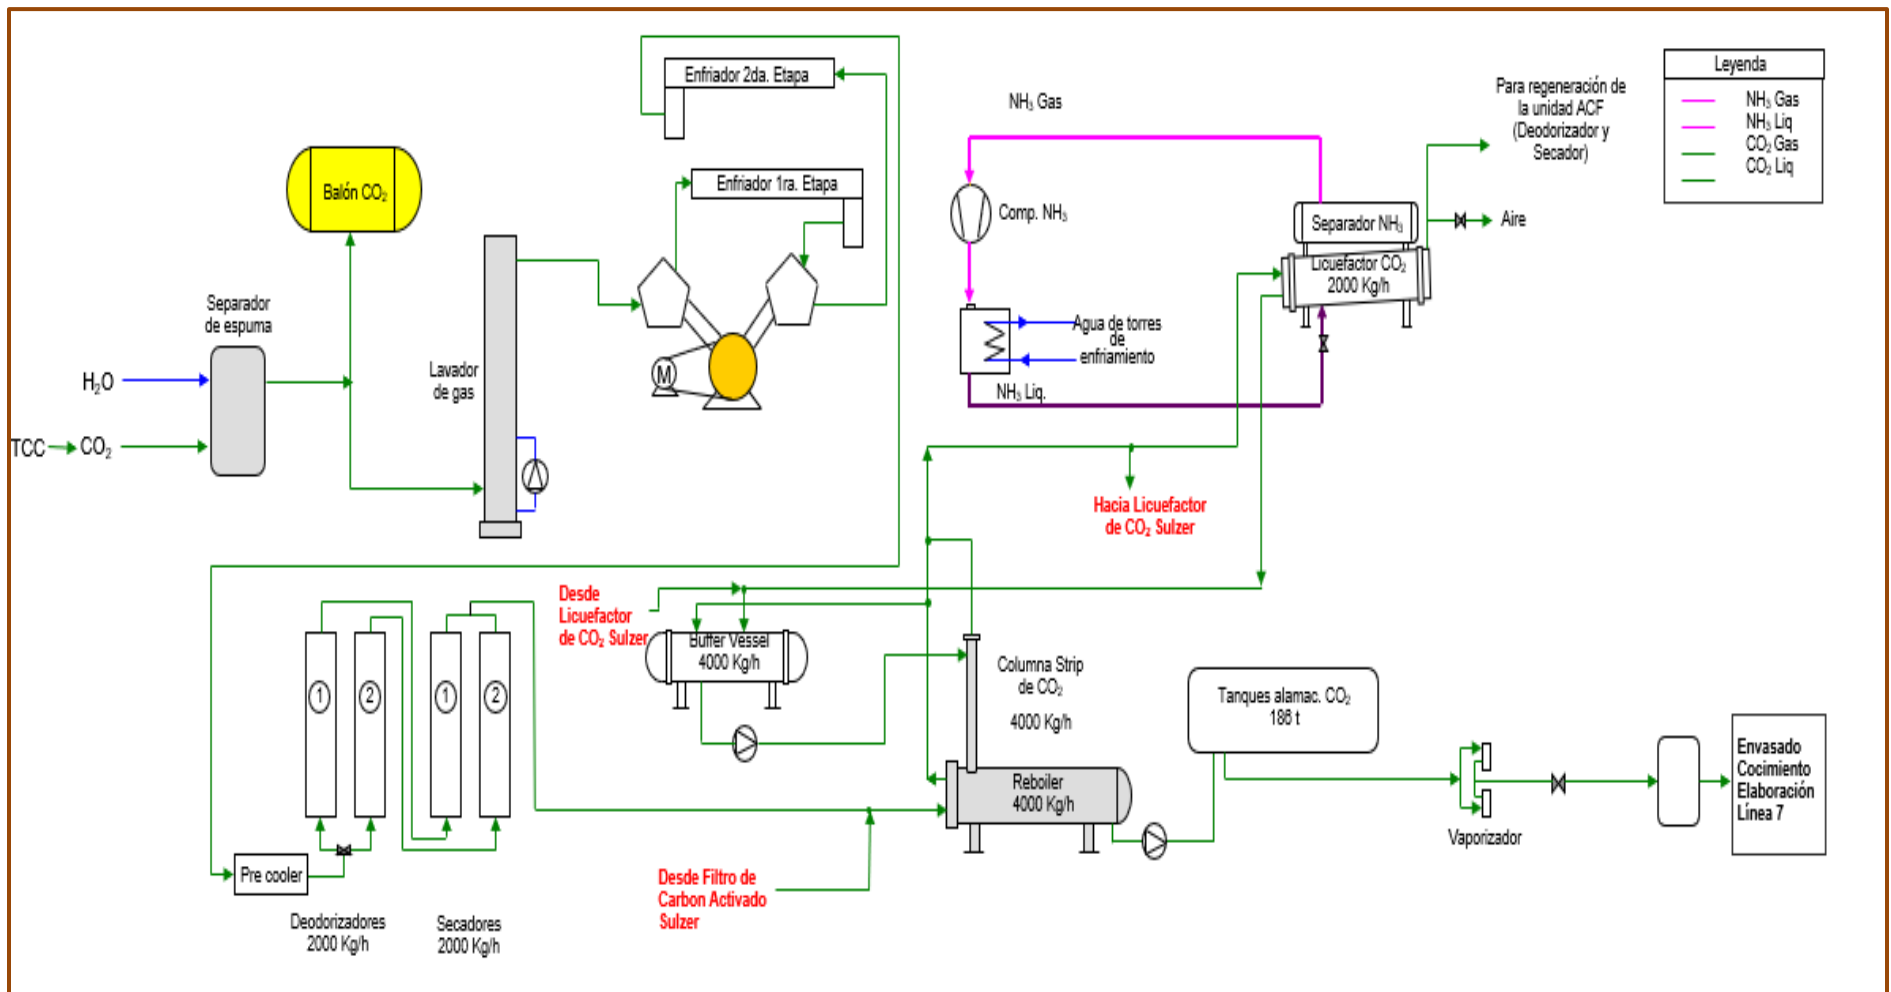 Enfriador 2da. Etapa
Enfriador 1ra. Etapa
Balón CO₂
Separador
de espuma
H₂O
TCC
CO₂
Lavador
de gas
M
NH₃ Gas
Comp. NH₃
Agua de torres
de
enfriamiento
NH₃ Liq.
Separador NH₃
Licuefactor CO₂
2000 Kg/h
Para regeneración de
la unidad ACF
(Deodorizador y
Secador)
Aire
Leyenda
NH₃ Gas
NH₃ Liq
CO₂ Gas
CO₂ Liq
Hacia Licuefactor
de CO₂ Sulzer
Desde
Licuefactor
de CO₂ Sulzer
Buffer Vessel
4000 Kg/h
Columna Strip
de CO₂
4000 Kg/h
Reboiler
4000 Kg/h
Tanques alamac. CO₂
186 t
Vaporizador
Envasado
Cocimiento
Elaboración
Línea 7
1
2
1
2
Pre cooler
Deodorizadores
2000 Kg/h
Secadores
2000 Kg/h
Desde Filtro de
Carbon Activado
Sulzer